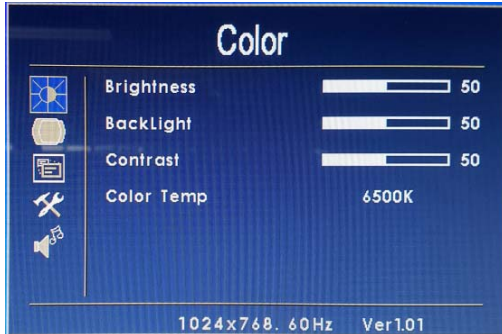 Color
Brightness 50
BackLight 50
Contrast 50
Color Temp 6500K
1024x768. 60Hz Ver1.01